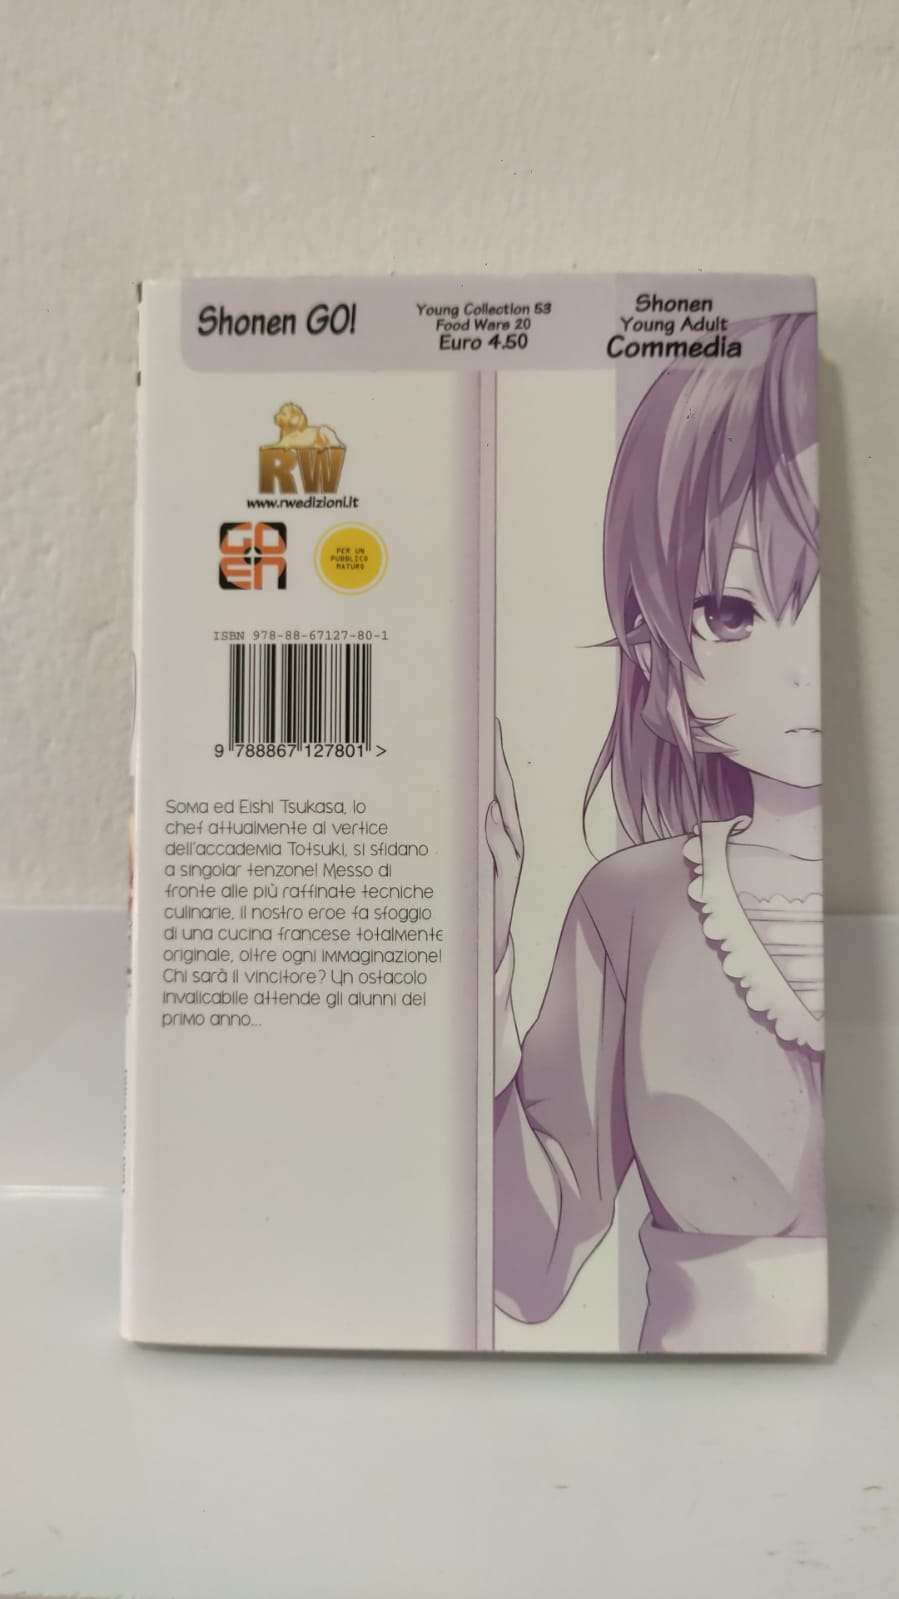 Shonen GO!
Young Collection 53
Food Wars 20
Euro 4.50
Shonen
Young Adult
Commedia
RW
www.rwedizioni.it
GO
EN
PER UN
PUBBLICO
MATURO
ISBN 978-88-67127-80-1
9 788867 127801 >
Soma ed Eishi Tsukasa, lo
chef attualmente al vertice
dell'accademia Totsuki, si sfidano
a singolar tenzone! Messo di
fronte alle più raffinate tecniche
culinarie, il nostro eroe fa sfoggio
di una cucina francese totalmente
originale, oltre ogni immaginazione!
Chi sarà il vincitore? Un ostacolo
invalicabile attende gli alunni del
primo anno...